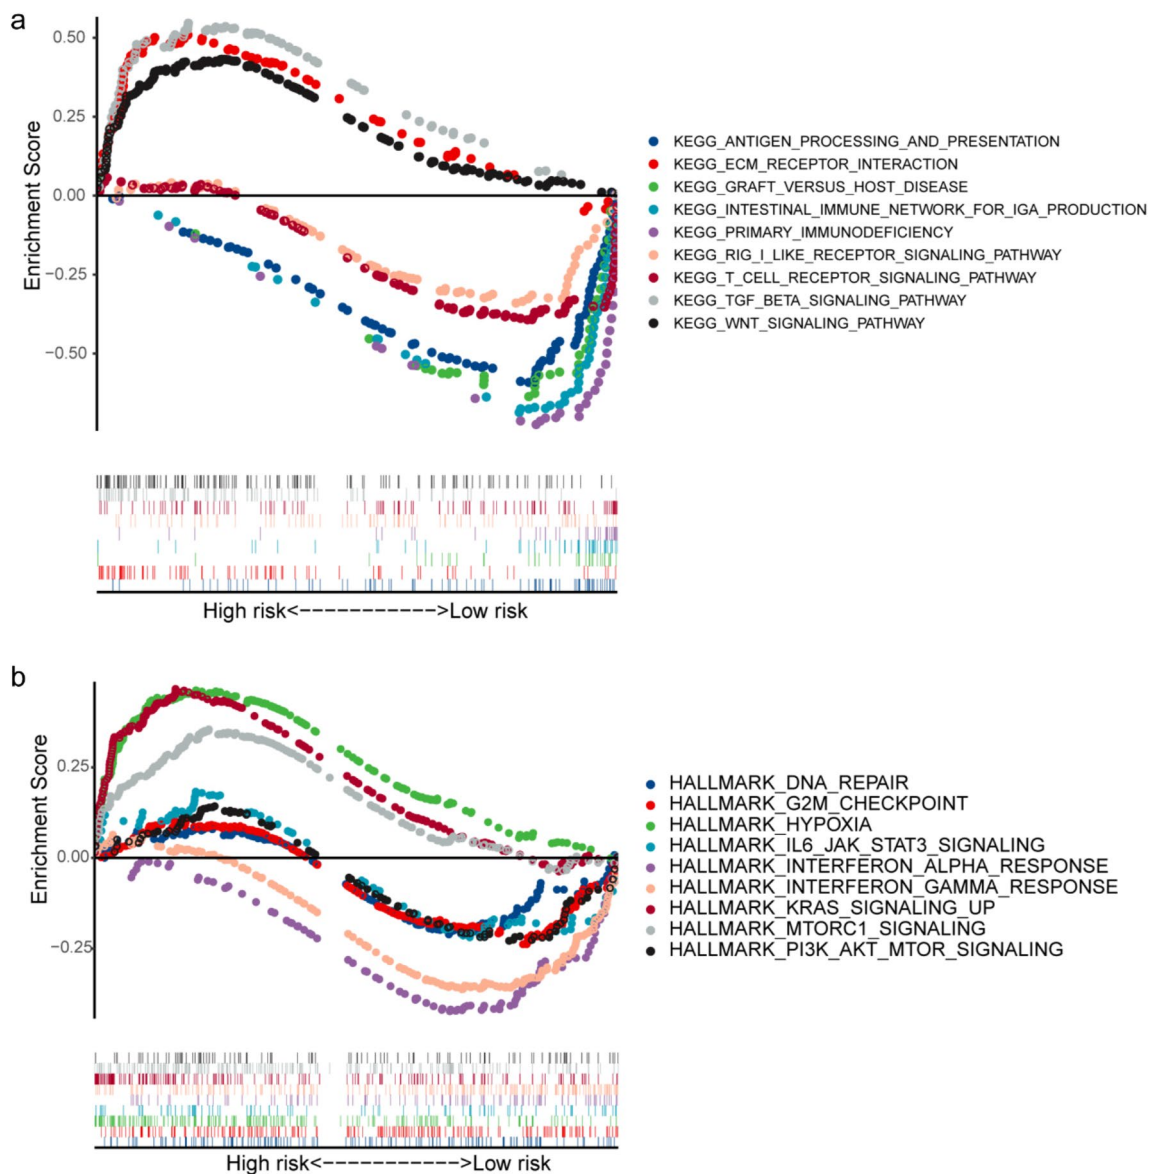 a
0.50
0.25
0.00
−0.25
−0.50
Enrichment Score
KEGG_ANTIGEN_PROCESSING_AND_PRESENTATION
KEGG_ECM_RECEPTOR_INTERACTION
KEGG_GRAFT_VERSUS_HOST_DISEASE
KEGG_INTESTINAL_IMMUNE_NETWORK_FOR_IGA_PRODUCTION
KEGG_PRIMARY_IMMUNODEFICIENCY
KEGG_RIG_I_LIKE_RECEPTOR_SIGNALING_PATHWAY
KEGG_T_CELL_RECEPTOR_SIGNALING_PATHWAY
KEGG_TGF_BETA_SIGNALING_PATHWAY
KEGG_WNT_SIGNALING_PATHWAY
High risk<----------->Low risk
b
0.25
0.00
−0.25
Enrichment Score
HALLMARK_DNA_REPAIR
HALLMARK_G2M_CHECKPOINT
HALLMARK_HYPOXIA
HALLMARK_IL6_JAK_STAT3_SIGNALING
HALLMARK_INTERFERON_ALPHA_RESPONSE
HALLMARK_INTERFERON_GAMMA_RESPONSE
HALLMARK_KRAS_SIGNALING_UP
HALLMARK_MTORC1_SIGNALING
HALLMARK_PI3K_AKT_MTOR_SIGNALING
High risk<----------->Low risk